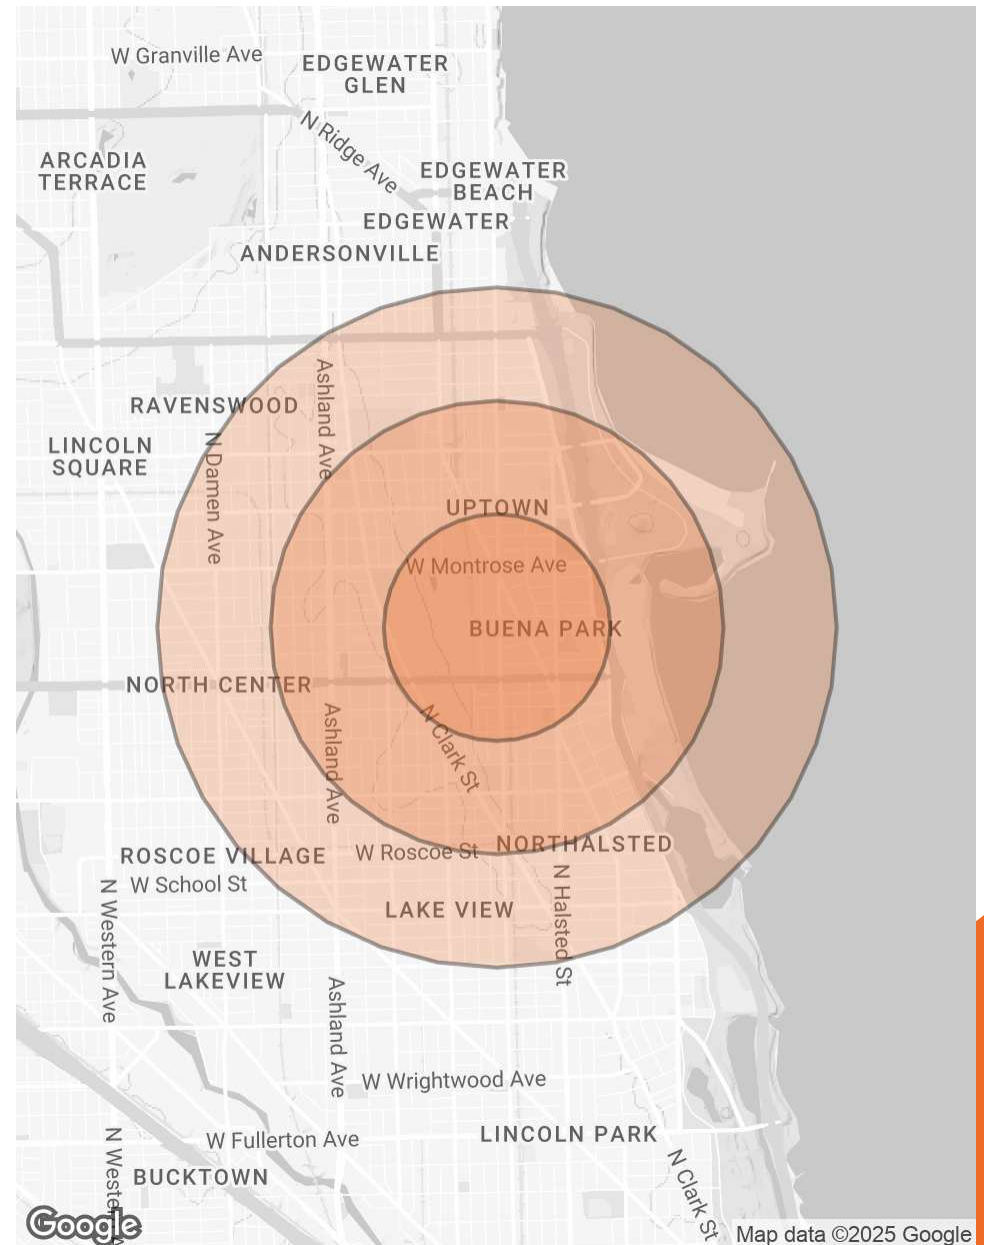 W Granville Ave
EDGEWATER
GLEN
N Ridge Ave
ARCADIA
TERRACE
EDGEWATER
BEACH
EDGEWATER
ANDERSONVILLE
Ashland Ave
RAVENSWOOD
N Damen Ave
LINCOLN
SQUARE
UPTOWN
W Montrose Ave
BUENA PARK
NORTH CENTER
Ashland Ave
N Clark St
NORTHALSTED
W Roscoe St
ROSCOE VILLAGE
W School St
N Halsted St
N Western Ave
LAKE VIEW
WEST
LAKEVIEW
Ashland Ave
W Wrightwood Ave
LINCOLN PARK
W Fullerton Ave
N Western A
BUCKTOWN
N Clark St
Google
Map data ©2025 Google